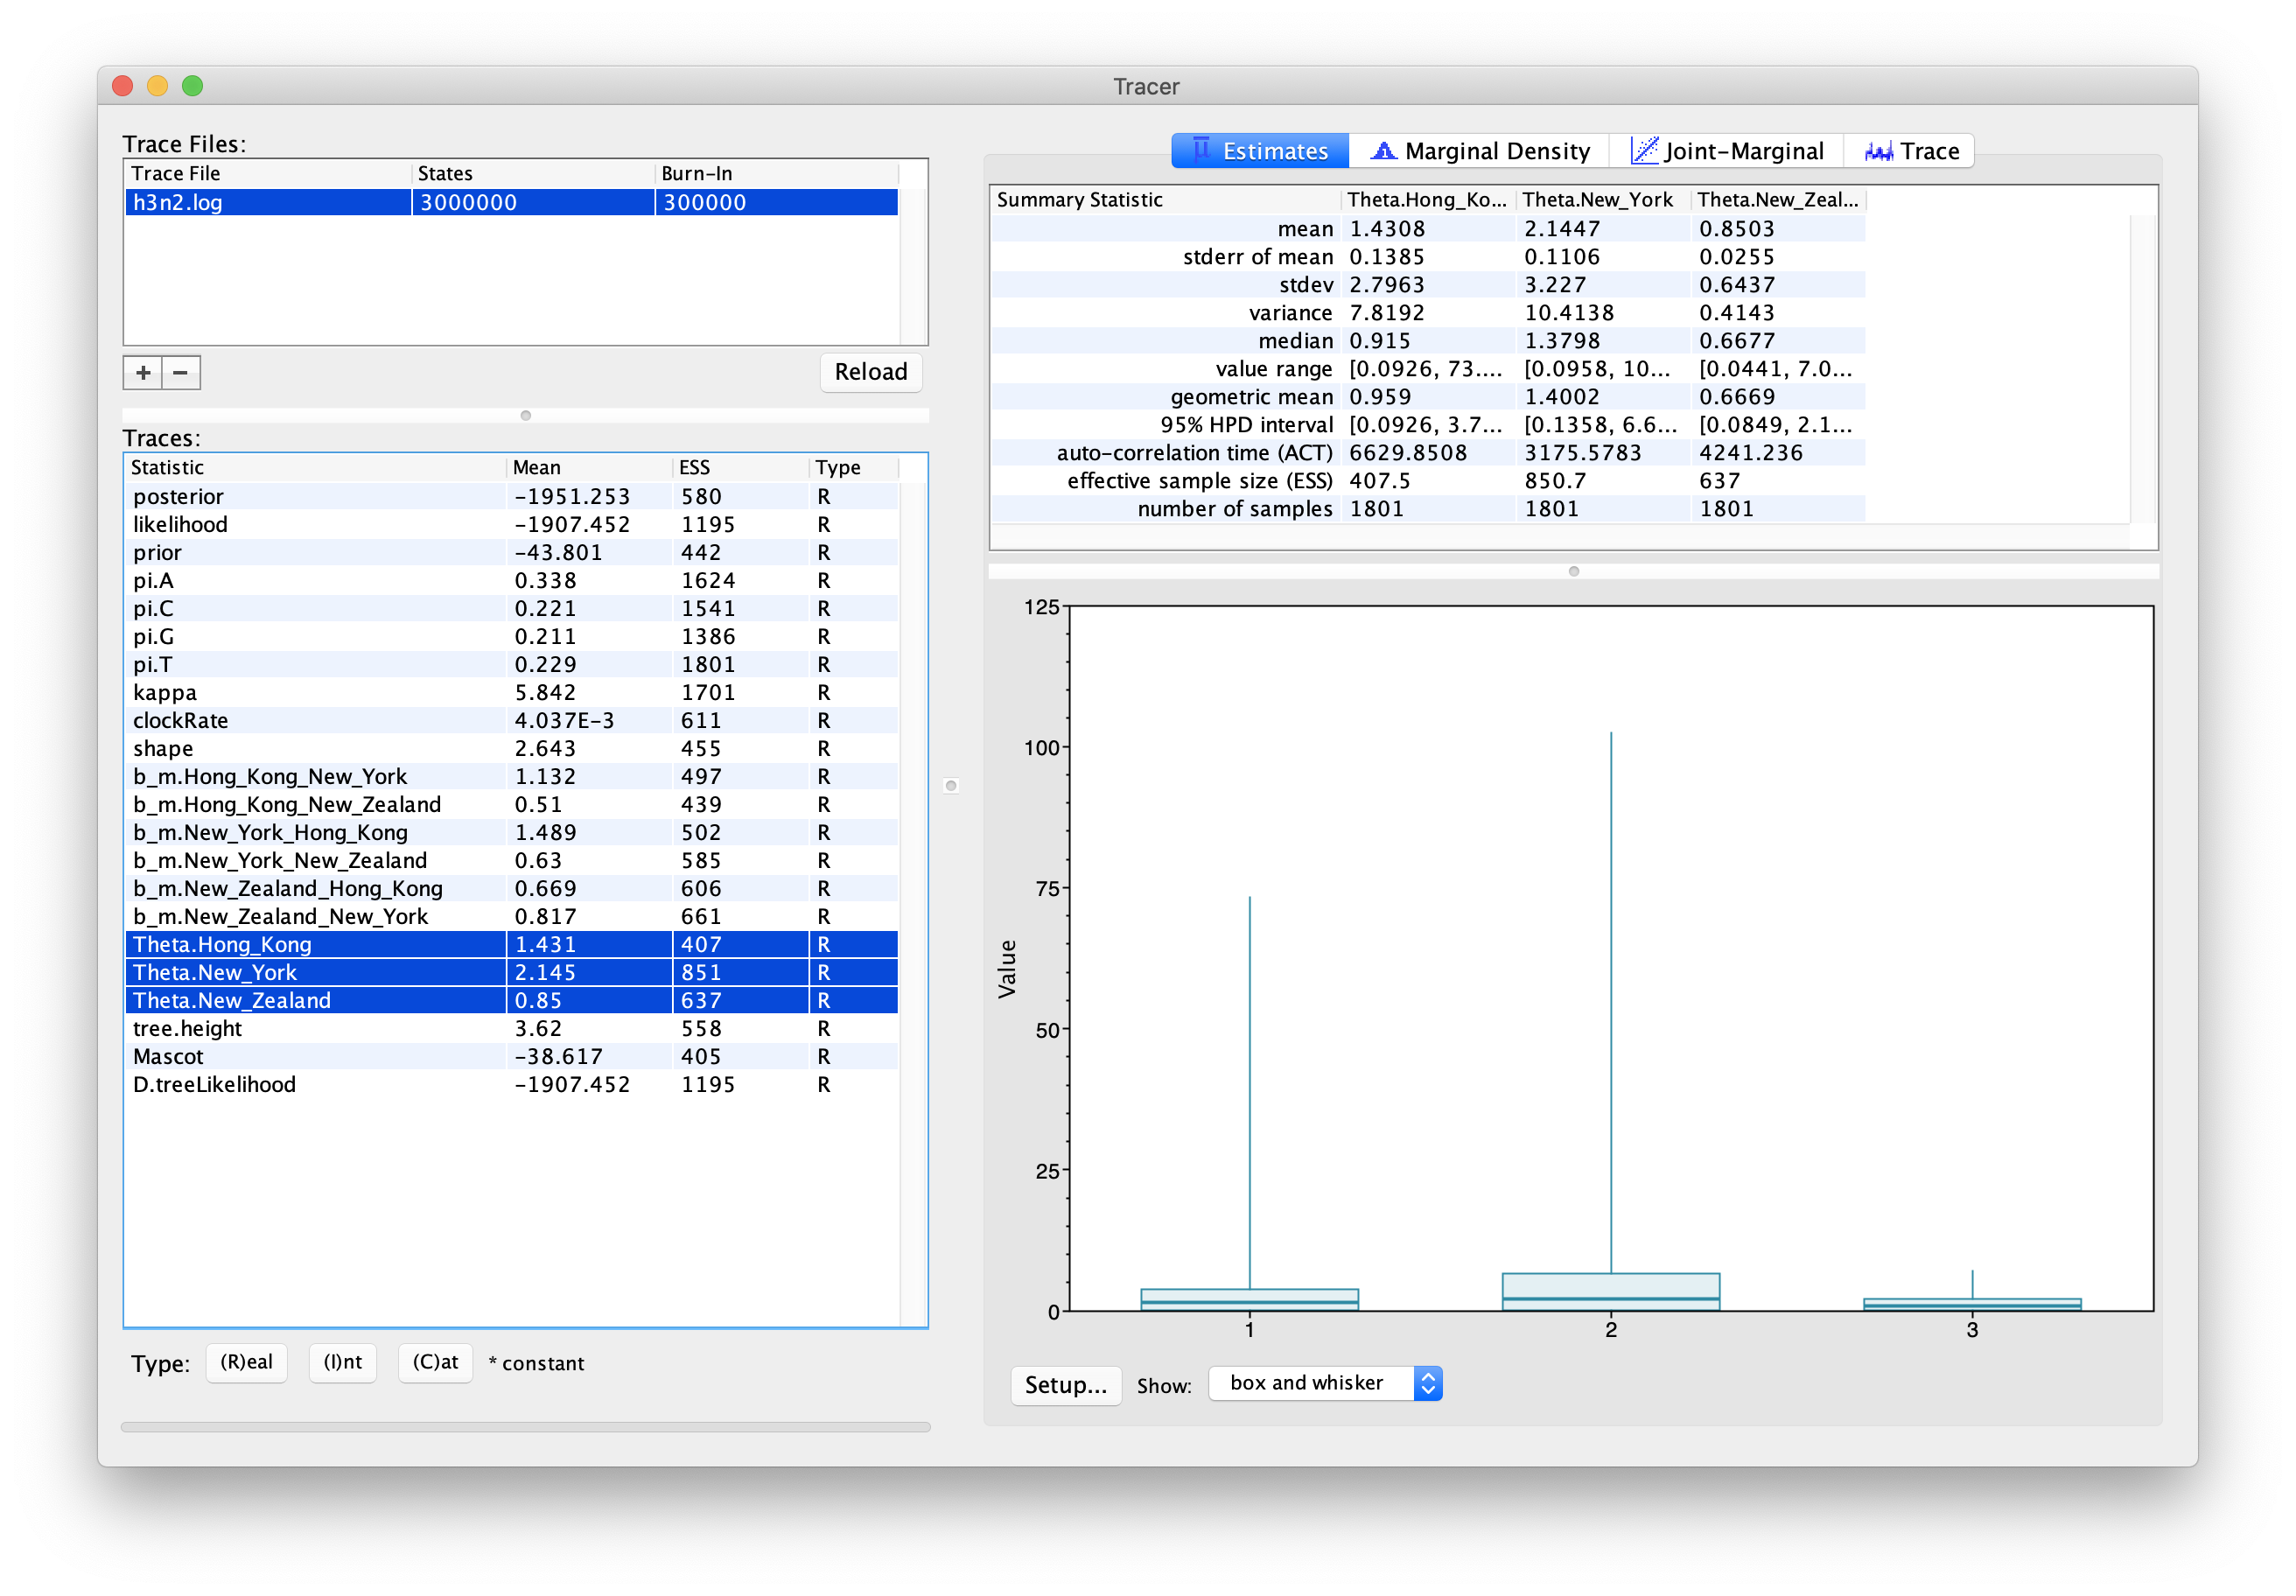 Tracer
Trace Files:
Trace File States Burn-In
h3n2.log 3000000 300000
+ −
Reload
Traces:
Statistic Mean ESS Type
posterior -1951.253 580 R
likelihood -1907.452 1195 R
prior -43.801 442 R
pi.A 0.338 1624 R
pi.C 0.221 1541 R
pi.G 0.211 1386 R
pi.T 0.229 1801 R
kappa 5.842 1701 R
clockRate 4.037E-3 611 R
shape 2.643 455 R
b_m.Hong_Kong_New_York 1.132 497 R
b_m.Hong_Kong_New_Zealand 0.51 439 R
b_m.New_York_Hong_Kong 1.489 502 R
b_m.New_York_New_Zealand 0.63 585 R
b_m.New_Zealand_Hong_Kong 0.669 606 R
b_m.New_Zealand_New_York 0.817 661 R
Theta.Hong_Kong 1.431 407 R
Theta.New_York 2.145 851 R
Theta.New_Zealand 0.85 637 R
tree.height 3.62 558 R
Mascot -38.617 405 R
D.treeLikelihood -1907.452 1195 R
Type: (R)eal (I)nt (C)at * constant
Estimates Marginal Density Joint-Marginal Trace
Summary Statistic Theta.Hong_Ko... Theta.New_York Theta.New_Zeal...
mean 1.4308 2.1447 0.8503
stderr of mean 0.1385 0.1106 0.0255
stdev 2.7963 3.227 0.6437
variance 7.8192 10.4138 0.4143
median 0.915 1.3798 0.6677
value range [0.0926, 73.... [0.0958, 10... [0.0441, 7.0...
geometric mean 0.959 1.4002 0.6669
95% HPD interval [0.0926, 3.7... [0.1358, 6.6... [0.0849, 2.1...
auto-correlation time (ACT) 6629.8508 3175.5783 4241.236
effective sample size (ESS) 407.5 850.7 637
number of samples 1801 1801 1801
125
100
75
50
25
0
Value
1 2 3
Setup... Show: box and whisker